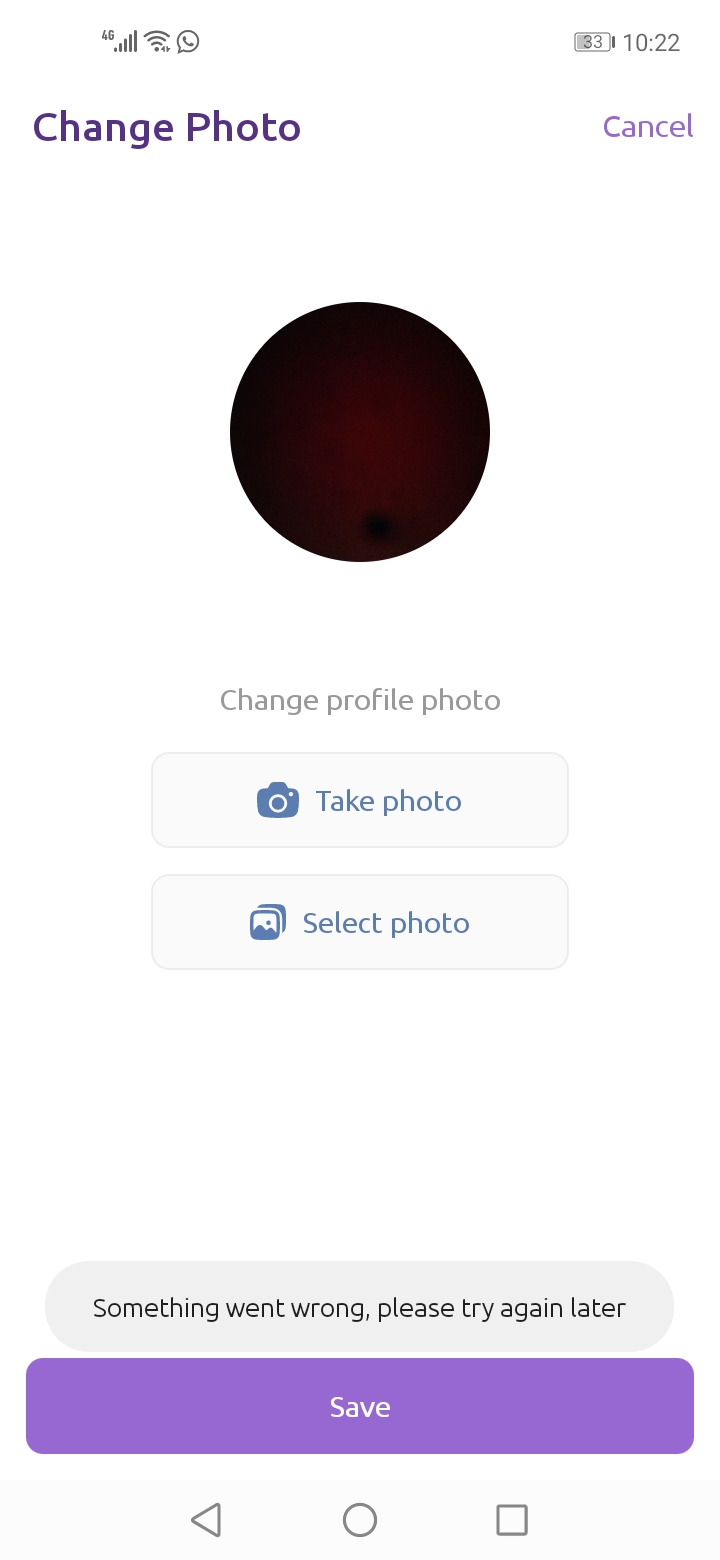 4G 33 10:22
Change Photo Cancel
Change profile photo
Take photo
Select photo
Something went wrong, please try again later
Save